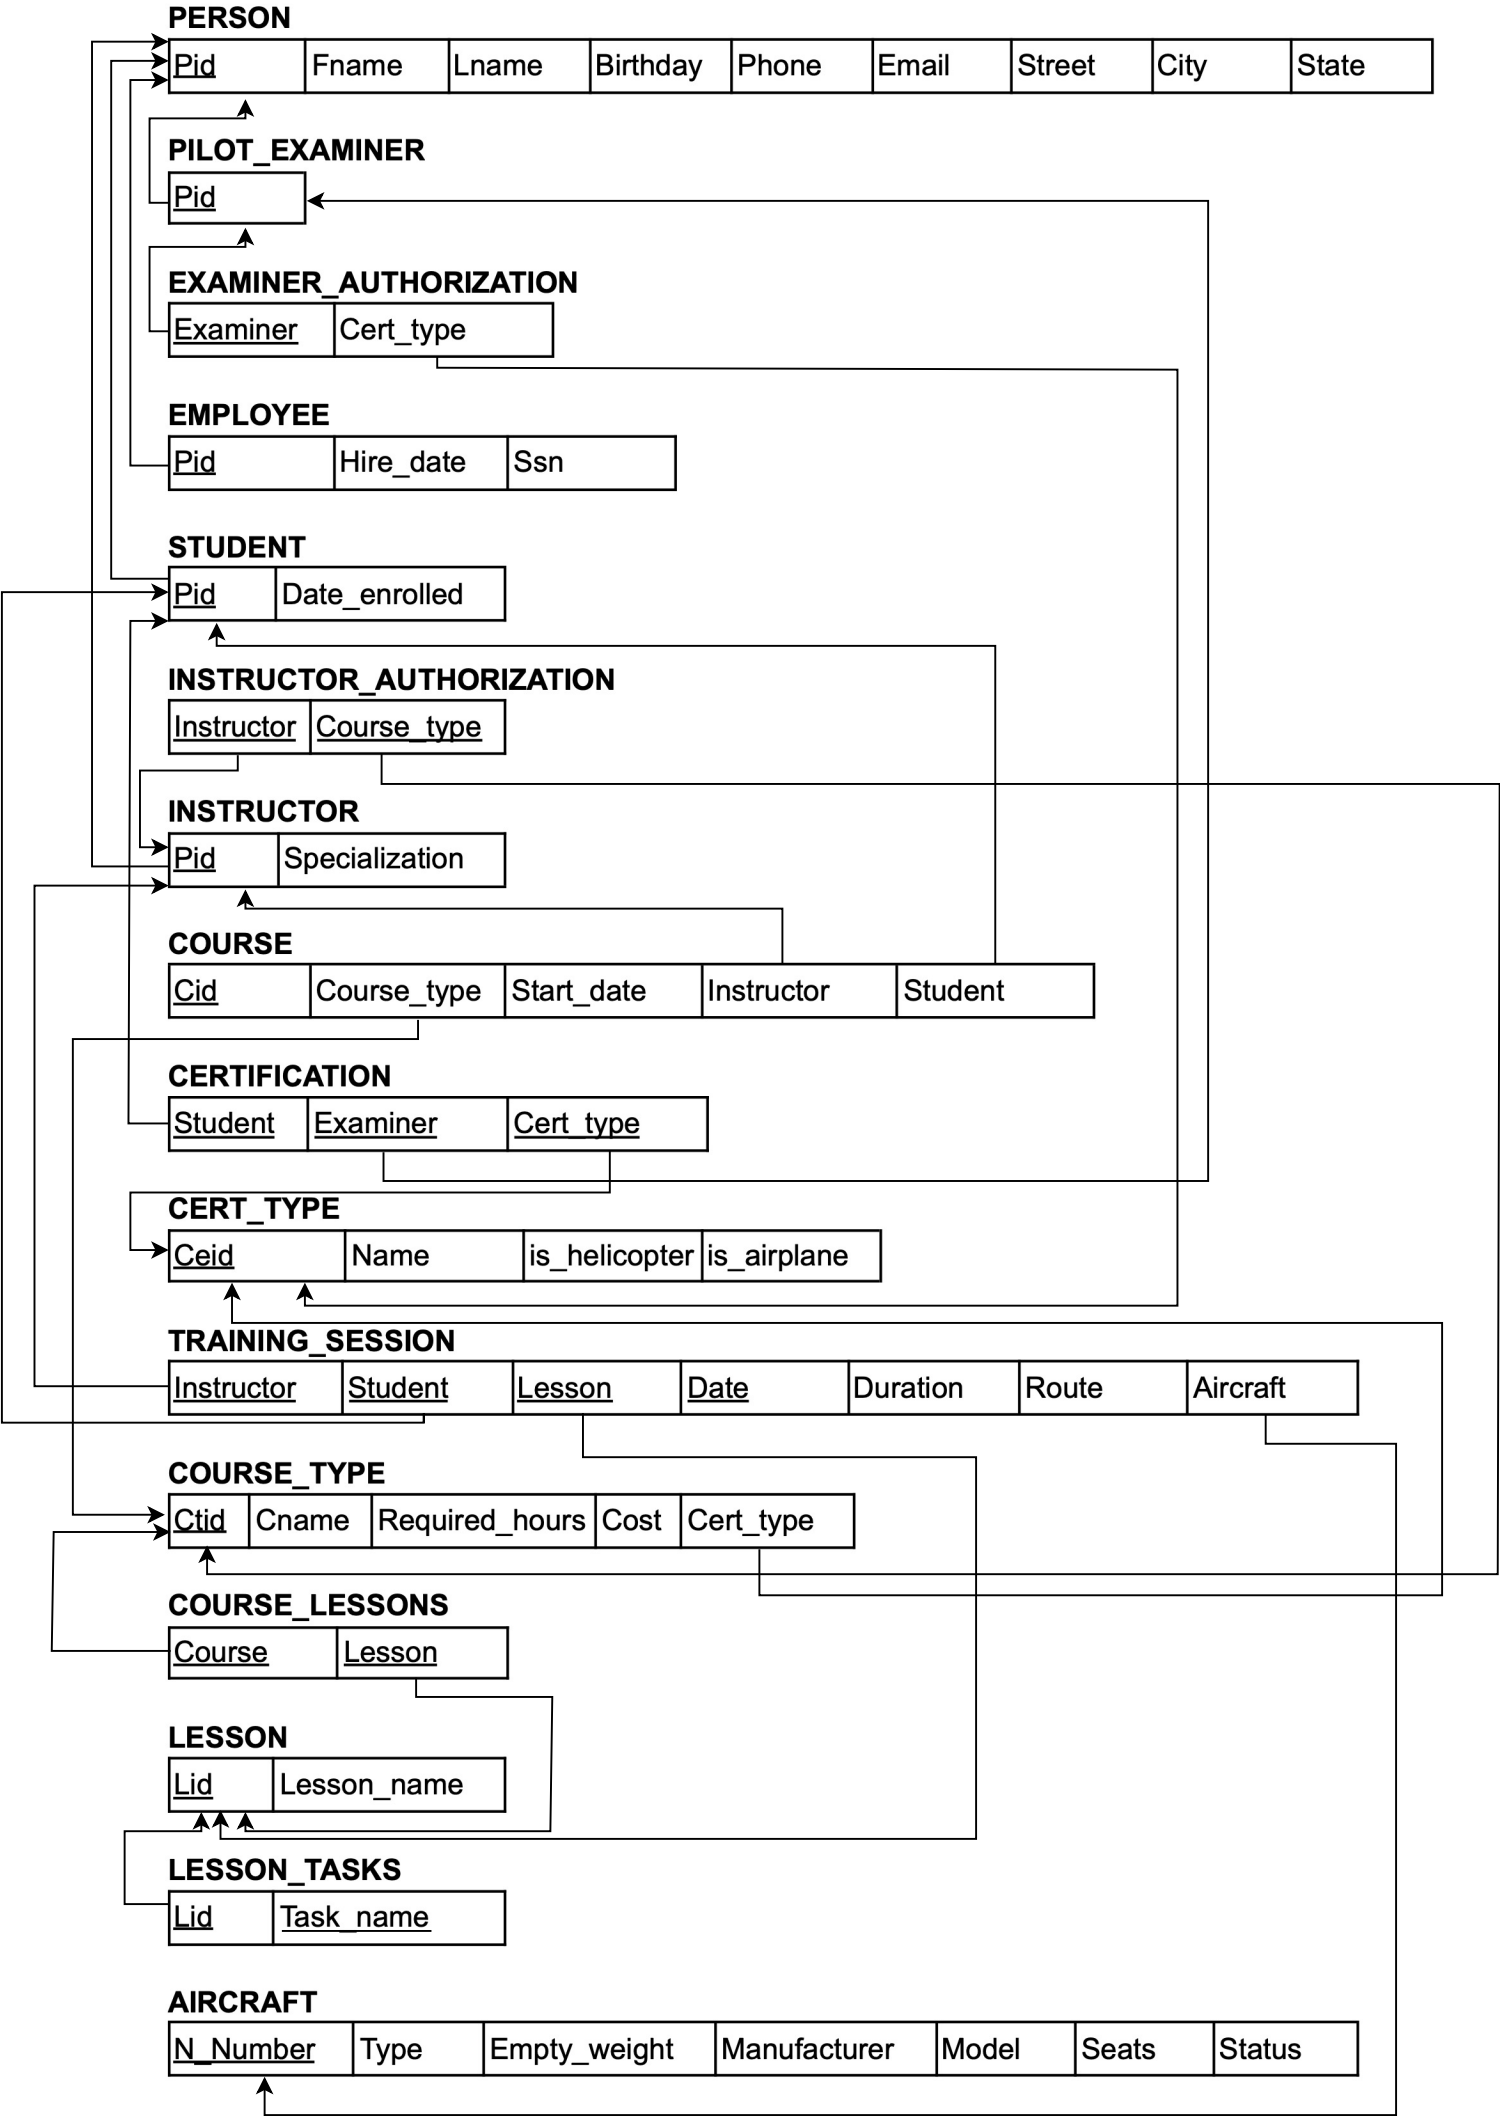 PERSON
Pid Fname Lname Birthday Phone Email Street City State
PILOT_EXAMINER
Pid
EXAMINER_AUTHORIZATION
Examiner Cert_type
EMPLOYEE
Pid Hire_date Ssn
STUDENT
Pid Date_enrolled
INSTRUCTOR_AUTHORIZATION
Instructor Course_type
INSTRUCTOR
Pid Specialization
COURSE
Cid Course_type Start_date Instructor Student
CERTIFICATION
Student Examiner Cert_type
CERT_TYPE
Ceid Name is_helicopter is_airplane
TRAINING_SESSION
Instructor Student Lesson Date Duration Route Aircraft
COURSE_TYPE
Ctid Cname Required_hours Cost Cert_type
COURSE_LESSONS
Course Lesson
LESSON
Lid Lesson_name
LESSON_TASKS
Lid Task_name
AIRCRAFT
N_Number Type Empty_weight Manufacturer Model Seats Status